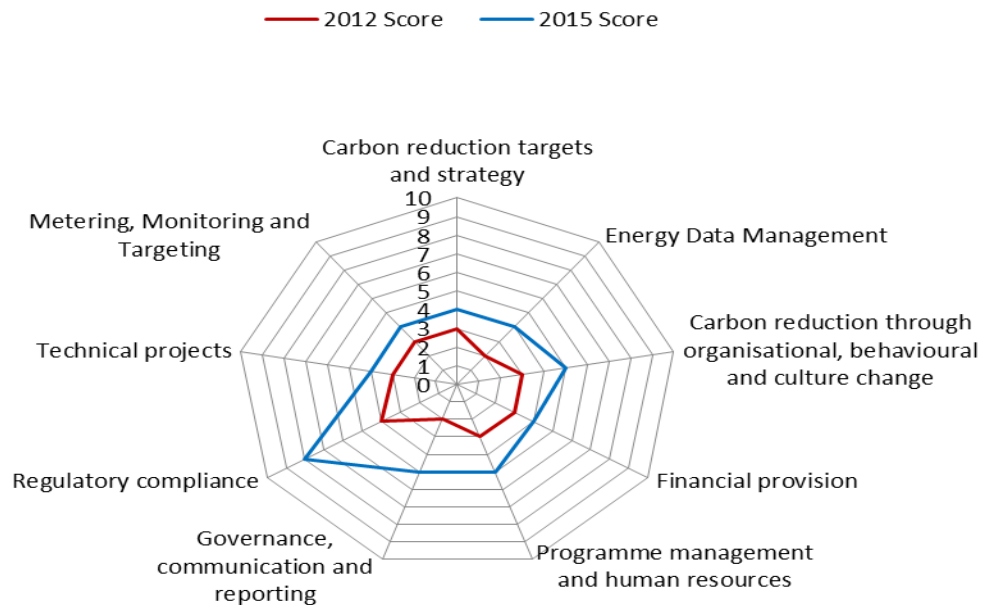 2012 Score
2015 Score
Carbon reduction targets
and strategy
10
9
8
7
6
5
4
3
2
1
0
Energy Data Management
Carbon reduction through
organisational, behavioural
and culture change
Financial provision
Programme management
and human resources
Governance,
communication and
reporting
Regulatory compliance
Technical projects
Metering, Monitoring and
Targeting